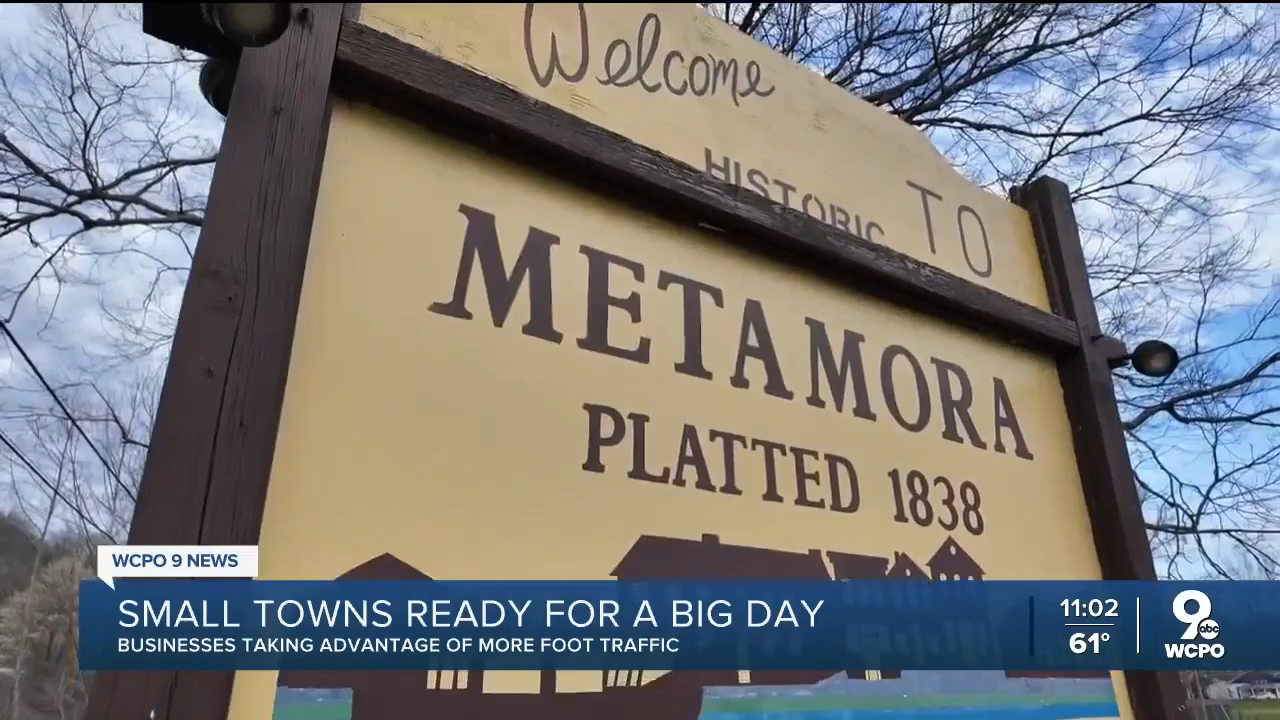 Welcome
TO
HISTORIC
METAMORA
PLATTED 1838
WCPO 9 NEWS
SMALL TOWNS READY FOR A BIG DAY
BUSINESSES TAKING ADVANTAGE OF MORE FOOT TRAFFIC
11:02
61°
9
abc
WCPO